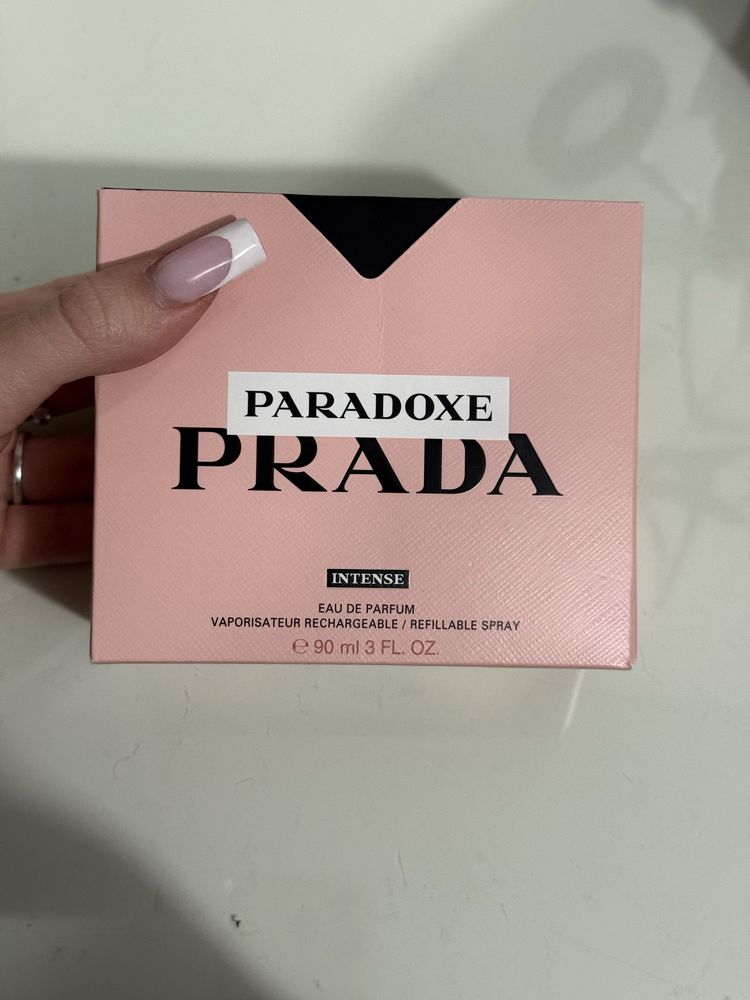 PARADOXE
PRADA
INTENSE
EAU DE PARFUM
VAPORISATEUR RECHARGEABLE / REFILLABLE SPRAY
℮ 90 ml 3 FL. OZ.